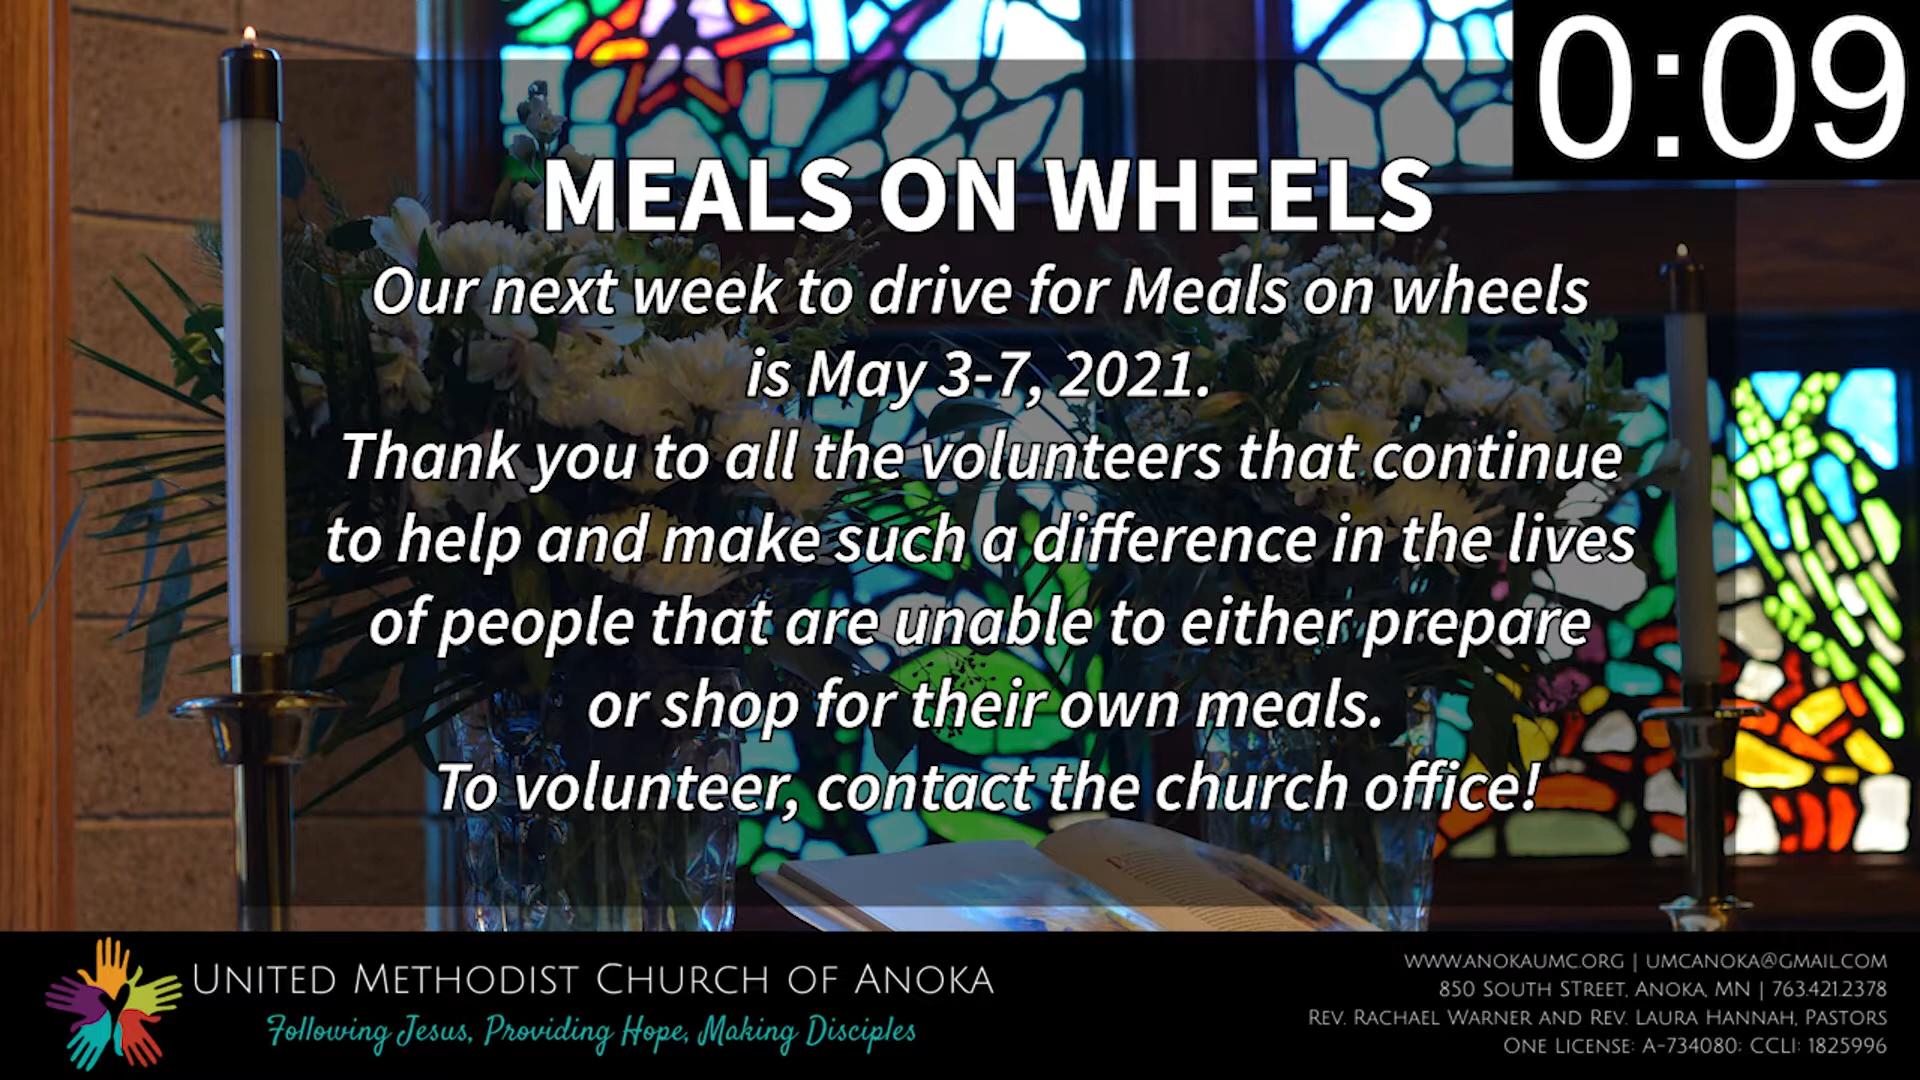 0:09
MEALS ON WHEELS
Our next week to drive for Meals on wheels
is May 3-7, 2021.
Thank you to all the volunteers that continue
to help and make such a difference in the lives
of people that are unable to either prepare
or shop for their own meals.
To volunteer, contact the church office!
UNITED METHODIST CHURCH OF ANOKA
Following Jesus, Providing Hope, Making Disciples
WWW.ANOKAUMC.ORG | UMCANOKA@GMAIL.COM
850 SOUTH STREET, ANOKA, MN | 763.421.2378
REV. RACHAEL WARNER AND REV. LAURA HANNAH, PASTORS
ONE LICENSE: A-734080; CCLI: 1825996